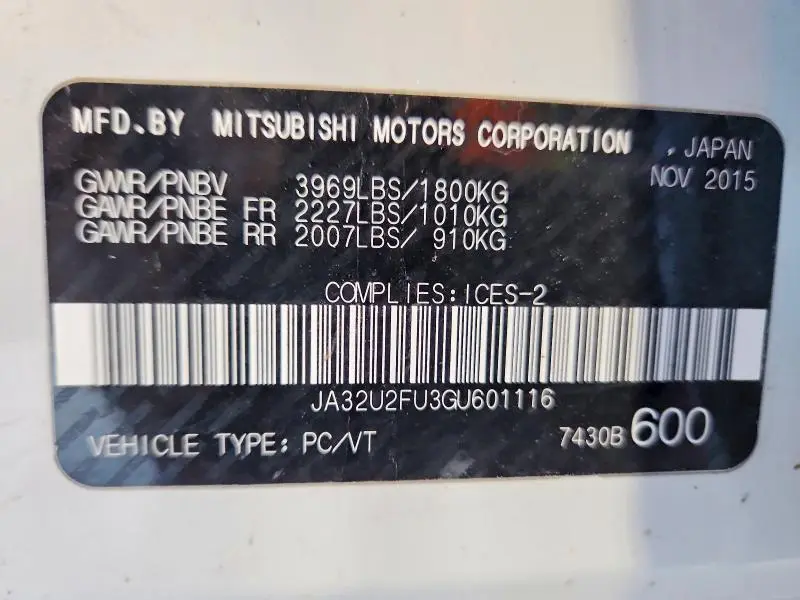 MFD.BY MITSUBISHI MOTORS CORPORATION
JAPAN
NOV 2015
GVWR/PNBV 3969LBS/1800KG
GAWR/PNBE FR 2227LBS/1010KG
GAWR/PNBE RR 2007LBS/ 910KG
COMPLIES:ICES-2
JA32U2FU3GU601116
VEHICLE TYPE: PC/VT 7430B 600